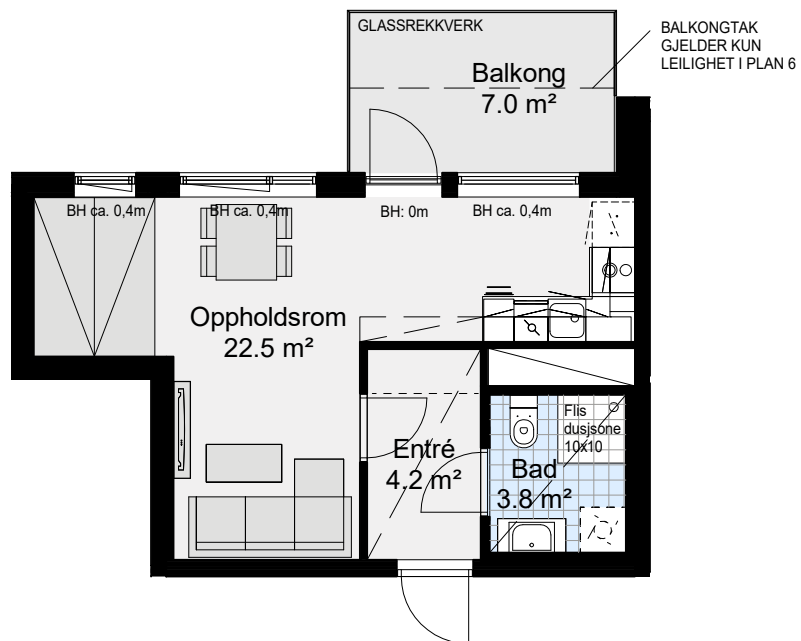 GLASSREKKVERK
BALKONGTAK
GJELDER KUN
LEILIGHET I PLAN 6
Balkong
7.0 m²
BH ca. 0,4m
BH ca. 0,4m
BH: 0m
BH ca. 0,4m
Oppholdsrom
22.5 m²
Entré
4.2 m²
Flis
dusjsone
10x10
Bad
3.8 m²